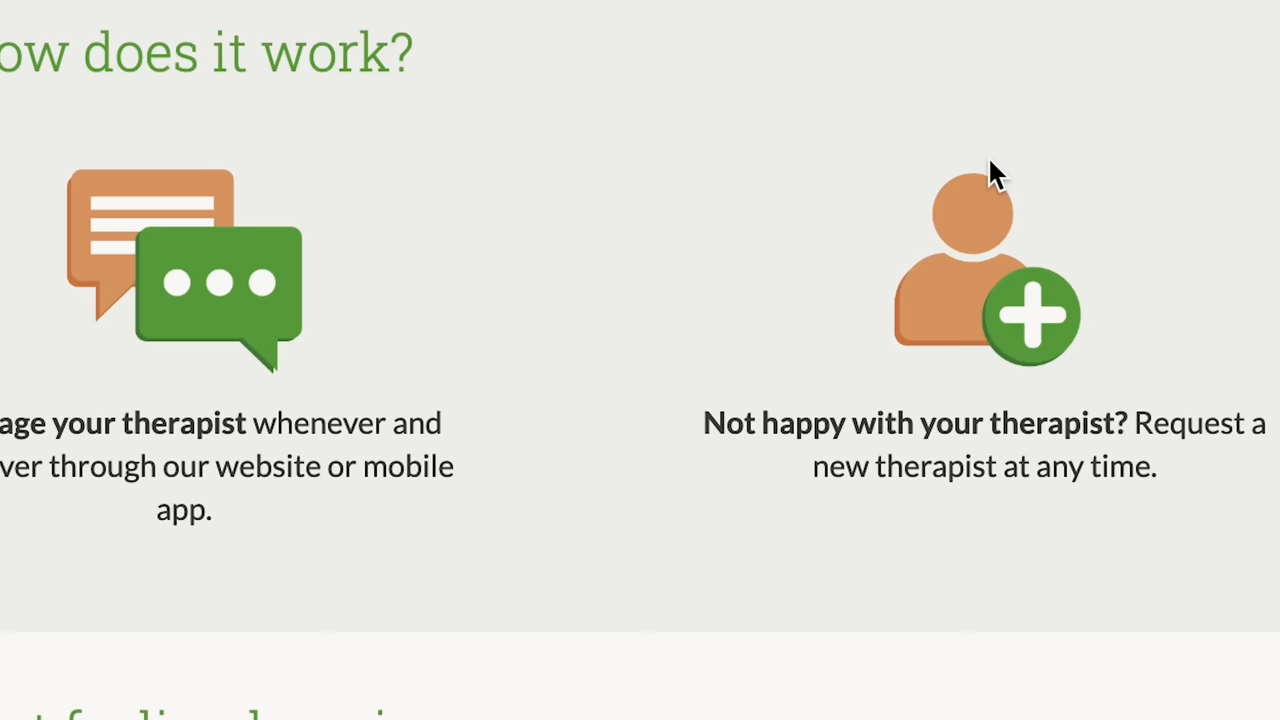 ow does it work?
age your therapist whenever and
ver through our website or mobile
app.
Not happy with your therapist? Request a
new therapist at any time.